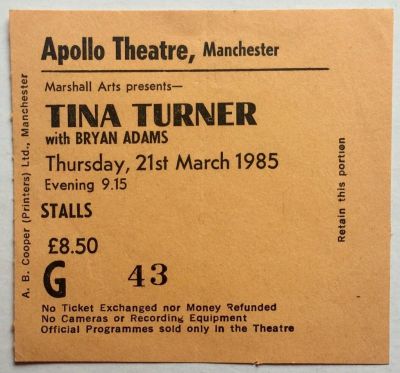 Apollo Theatre, Manchester
Marshall Arts presents—
TINA TURNER
with BRYAN ADAMS
Thursday, 21st March 1985
Evening 9.15
STALLS
£8.50
G 43
No Ticket Exchanged nor Money Refunded
No Cameras or Recording Equipment
Official Programmes sold only in the Theatre
A. B. Cooper (Printers) Ltd., Manchester
Retain this portion